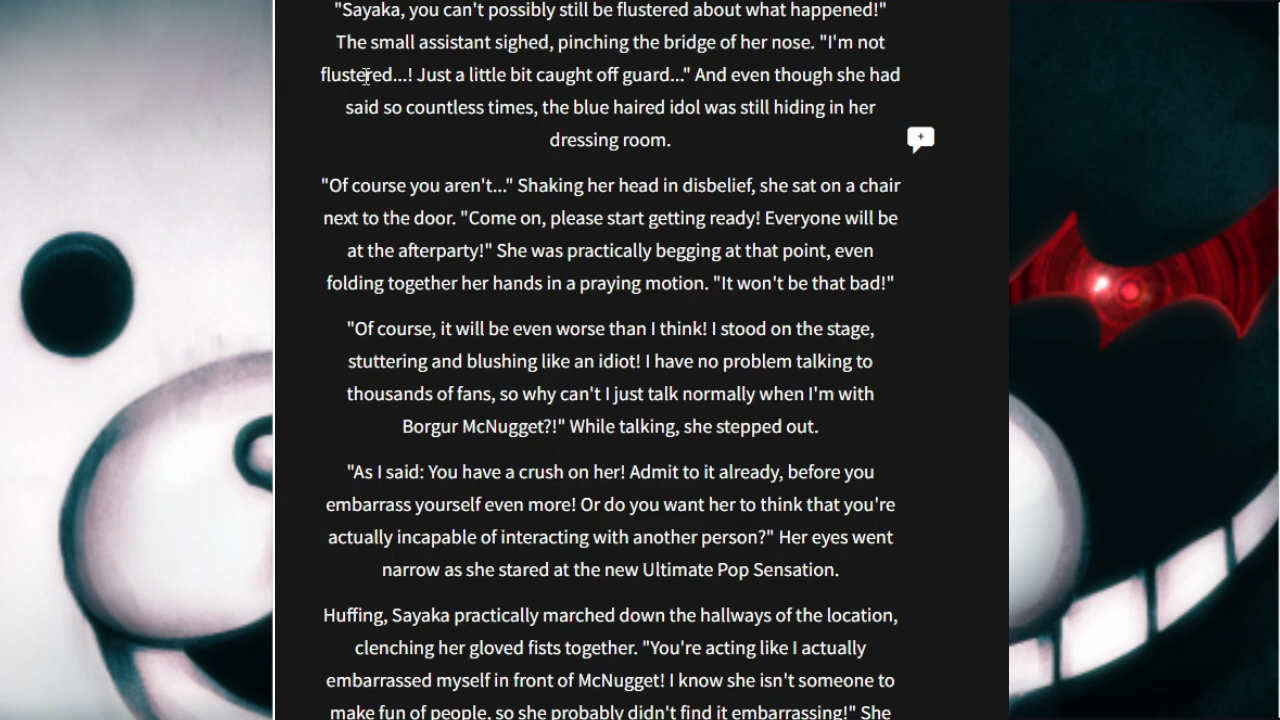 "Sayaka, you can't possibly still be flustered about what happened!"
The small assistant sighed, pinching the bridge of her nose. "I'm not
flustered...! Just a little bit caught off guard..." And even though she had
said so countless times, the blue haired idol was still hiding in her
dressing room.
"Of course you aren't..." Shaking her head in disbelief, she sat on a chair
next to the door. "Come on, please start getting ready! Everyone will be
at the afterparty!" She was practically begging at that point, even
folding together her hands in a praying motion. "It won't be that bad!"
"Of course, it will be even worse than I think! I stood on the stage,
stuttering and blushing like an idiot! I have no problem talking to
thousands of fans, so why can't I just talk normally when I'm with
Borgur McNugget?!" While talking, she stepped out.
"As I said: You have a crush on her! Admit to it already, before you
embarrass yourself even more! Or do you want her to think that you're
actually incapable of interacting with another person?" Her eyes went
narrow as she stared at the new Ultimate Pop Sensation.
Huffing, Sayaka practically marched down the hallways of the location,
clenching her gloved fists together. "You're acting like I actually
embarrassed myself in front of McNugget! I know she isn't someone to
make fun of people, so she probably didn't find it embarrassing!" She